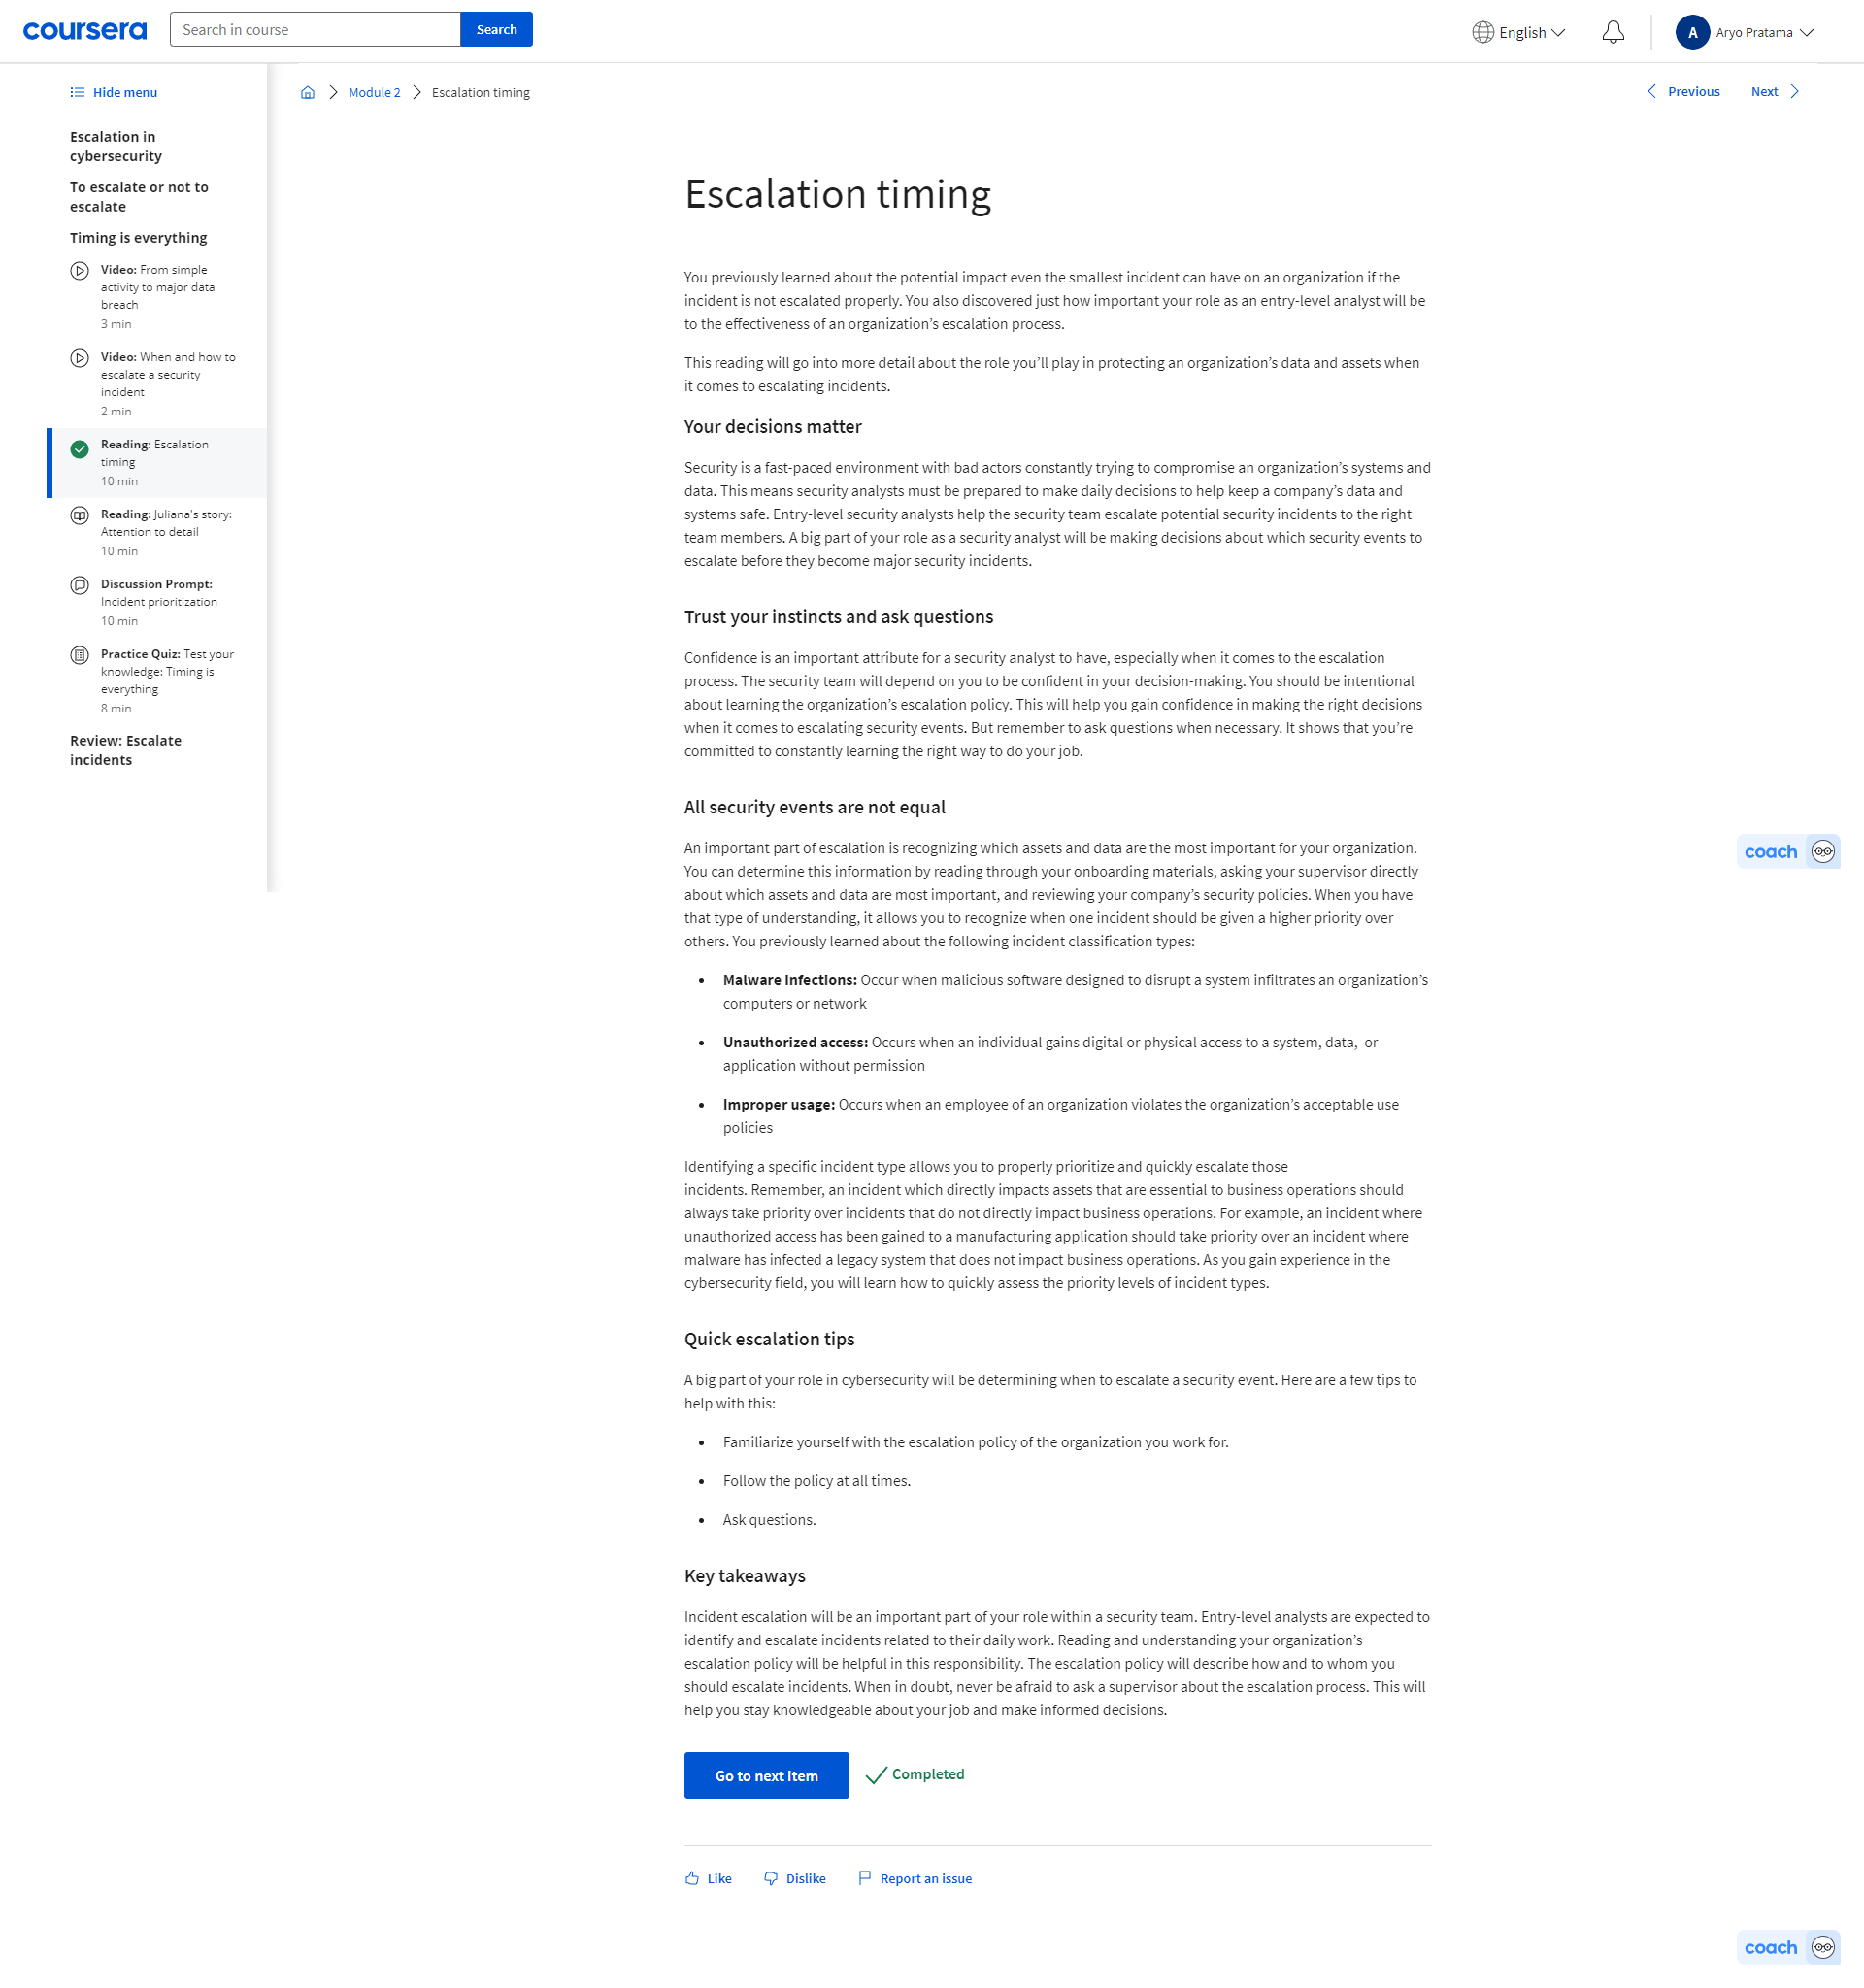 coursera
Search in course
Search
English
A
Aryo Pratama
Hide menu
Module 2
Escalation timing
Previous
Next
Escalation in
cybersecurity
To escalate or not to
escalate
Timing is everything
Video: From simple
activity to major data
breach
3 min
Video: When and how to
escalate a security
incident
2 min
Reading: Escalation
timing
10 min
Reading: Juliana's story:
Attention to detail
10 min
Discussion Prompt:
Incident prioritization
10 min
Practice Quiz: Test your
knowledge: Timing is
everything
8 min
Review: Escalate
incidents
Escalation timing
You previously learned about the potential impact even the smallest incident can have on an organization if the
incident is not escalated properly. You also discovered just how important your role as an entry-level analyst will be
to the effectiveness of an organization’s escalation process.
This reading will go into more detail about the role you’ll play in protecting an organization’s data and assets when
it comes to escalating incidents.
Your decisions matter
Security is a fast-paced environment with bad actors constantly trying to compromise an organization’s systems and
data. This means security analysts must be prepared to make daily decisions to help keep a company’s data and
systems safe. Entry-level security analysts help the security team escalate potential security incidents to the right
team members. A big part of your role as a security analyst will be making decisions about which security events to
escalate before they become major security incidents.
Trust your instincts and ask questions
Confidence is an important attribute for a security analyst to have, especially when it comes to the escalation
process. The security team will depend on you to be confident in your decision-making. You should be intentional
about learning the organization’s escalation policy. This will help you gain confidence in making the right decisions
when it comes to escalating security events. But remember to ask questions when necessary. It shows that you’re
committed to constantly learning the right way to do your job.
All security events are not equal
An important part of escalation is recognizing which assets and data are the most important for your organization.
You can determine this information by reading through your onboarding materials, asking your supervisor directly
about which assets and data are most important, and reviewing your company’s security policies. When you have
that type of understanding, it allows you to recognize when one incident should be given a higher priority over
others. You previously learned about the following incident classification types:
• Malware infections: Occur when malicious software designed to disrupt a system infiltrates an organization’s
computers or network
• Unauthorized access: Occurs when an individual gains digital or physical access to a system, data, or
application without permission
• Improper usage: Occurs when an employee of an organization violates the organization’s acceptable use
policies
Identifying a specific incident type allows you to properly prioritize and quickly escalate those
incidents. Remember, an incident which directly impacts assets that are essential to business operations should
always take priority over incidents that do not directly impact business operations. For example, an incident where
unauthorized access has been gained to a manufacturing application should take priority over an incident where
malware has infected a legacy system that does not impact business operations. As you gain experience in the
cybersecurity field, you will learn how to quickly assess the priority levels of incident types.
Quick escalation tips
A big part of your role in cybersecurity will be determining when to escalate a security event. Here are a few tips to
help with this:
• Familiarize yourself with the escalation policy of the organization you work for.
• Follow the policy at all times.
• Ask questions.
Key takeaways
Incident escalation will be an important part of your role within a security team. Entry-level analysts are expected to
identify and escalate incidents related to their daily work. Reading and understanding your organization’s
escalation policy will be helpful in this responsibility. The escalation policy will describe how and to whom you
should escalate incidents. When in doubt, never be afraid to ask a supervisor about the escalation process. This will
help you stay knowledgeable about your job and make informed decisions.
Go to next item
Completed
Like
Dislike
Report an issue
coach
coach